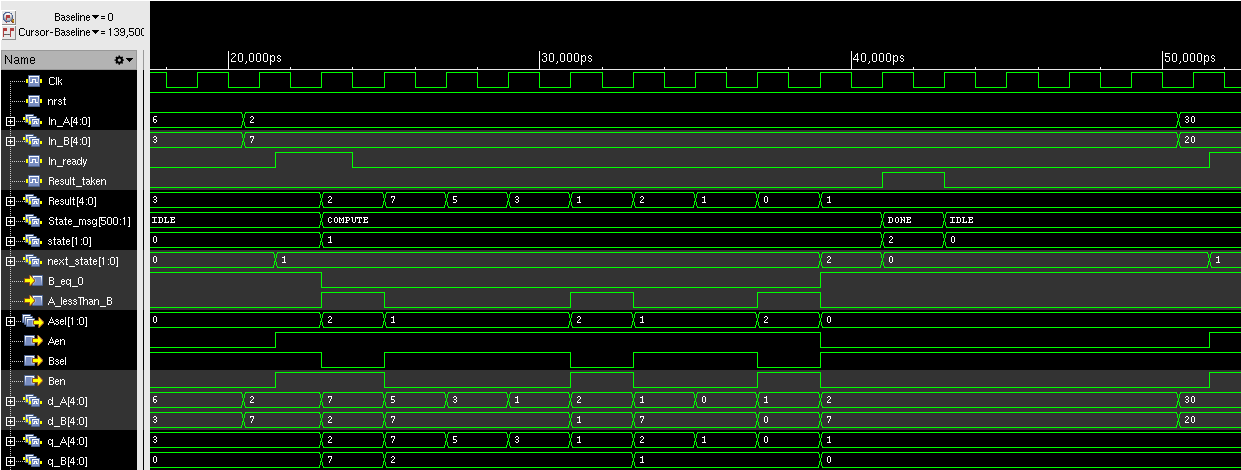 Baseline▼=0
Cursor-Baseline▼=139,500
Name
20,000ps 30,000ps 40,000ps 50,000ps
Clk
nrst
In_A[4:0] 6 2 30
In_B[4:0] 3 7 20
In_ready
Result_taken
Result[4:0] 3 2 7 5 3 1 2 1 0 1
State_msg[500:1] IDLE COMPUTE DONE IDLE
state[1:0] 0 1 2 0
next_state[1:0] 0 1 2 0 1
B_eq_0
A_lessThan_B
Asel[1:0] 0 2 1 2 1 2 0
Aen
Bsel
Ben
d_A[4:0] 6 2 7 5 3 1 2 1 0 1 2 30
d_B[4:0] 3 7 2 7 1 7 0 7 20
q_A[4:0] 3 2 7 5 3 1 2 1 0 1
q_B[4:0] 0 7 2 1 0